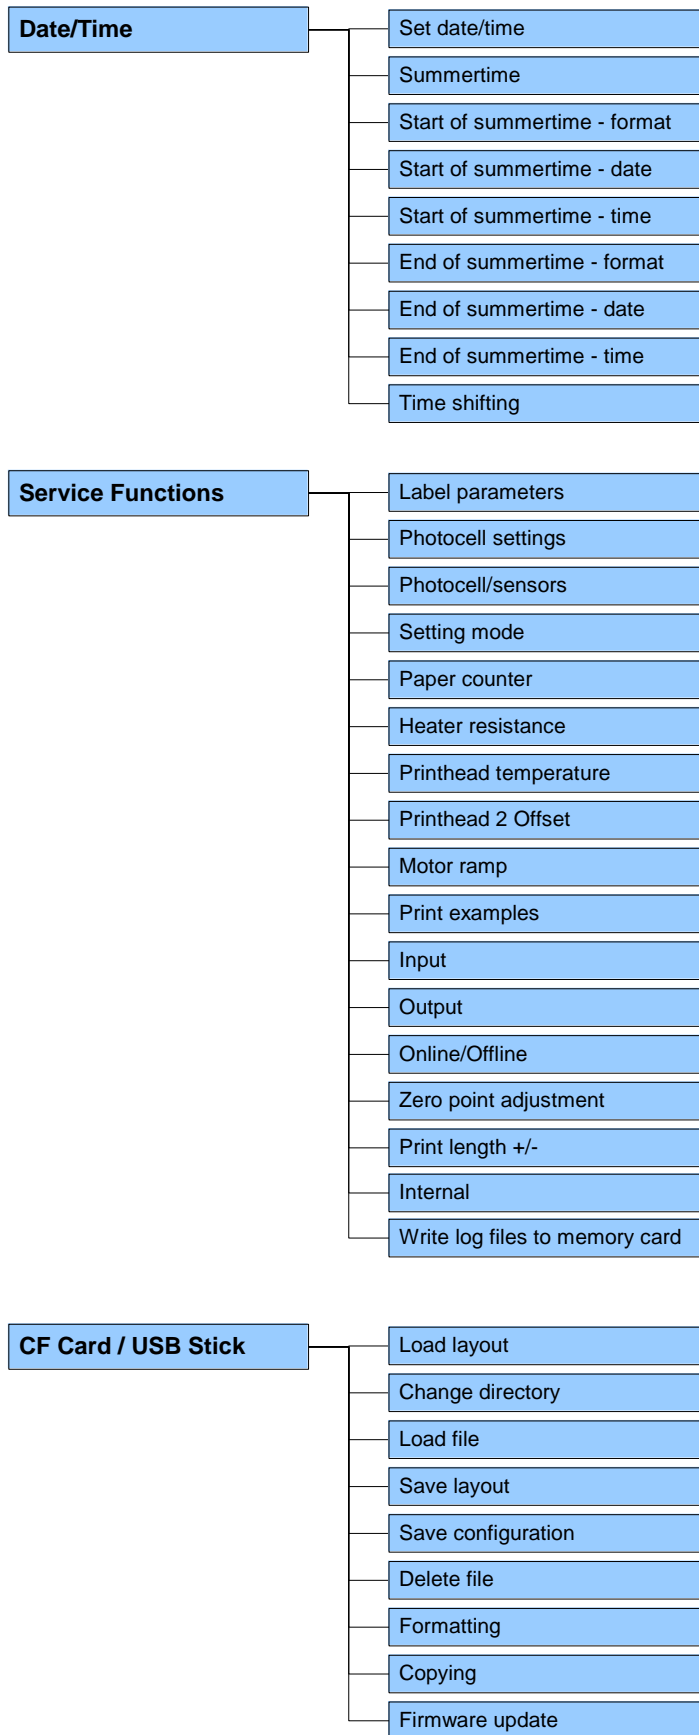 Date/Time
Set date/time
Summertime
Start of summertime - format
Start of summertime - date
Start of summertime - time
End of summertime - format
End of summertime - date
End of summertime - time
Time shifting
Service Functions
Label parameters
Photocell settings
Photocell/sensors
Setting mode
Paper counter
Heater resistance
Printhead temperature
Printhead 2 Offset
Motor ramp
Print examples
Input
Output
Online/Offline
Zero point adjustment
Print length +/-
Internal
Write log files to memory card
CF Card / USB Stick
Load layout
Change directory
Load file
Save layout
Save configuration
Delete file
Formatting
Copying
Firmware update